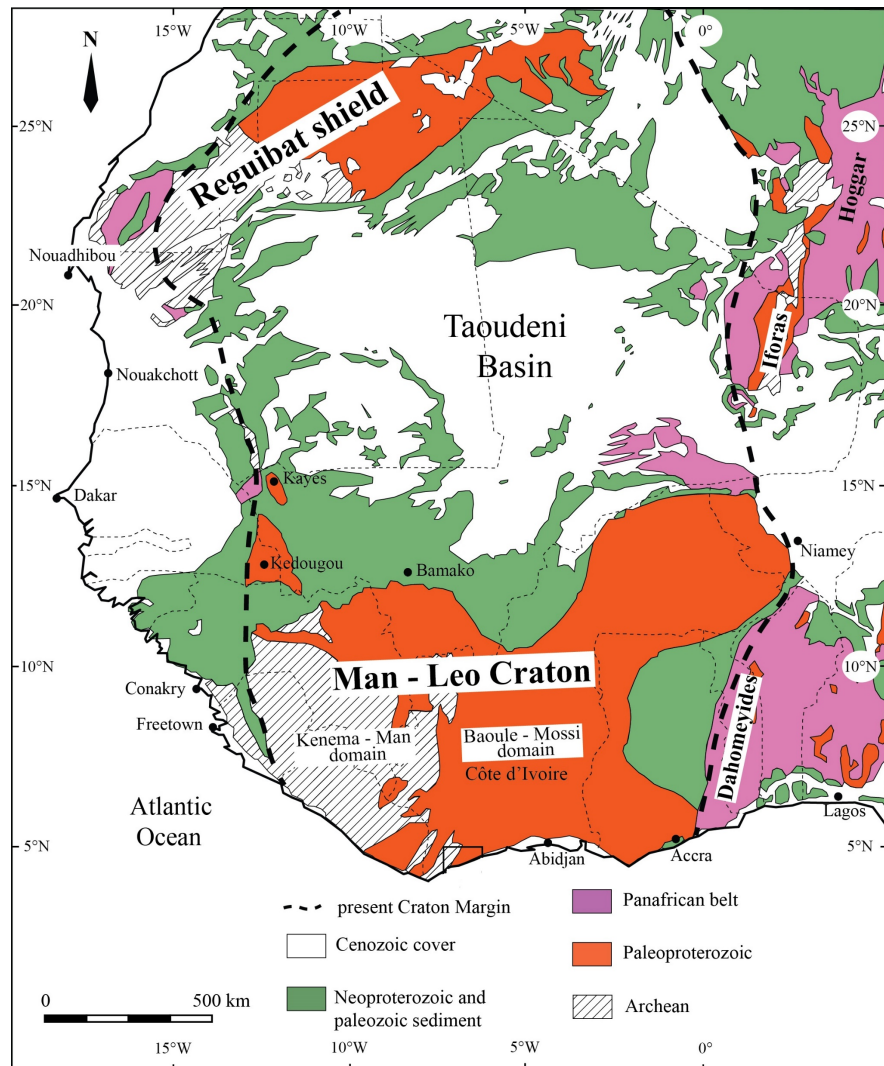 15°W
10°W
5°W
0°
N
25°N
25°N
Reguibat shield
Hoggar
Nouadhibou
20°N
20°N
Taoudeni
Basin
Iforas
Nouakchott
15°N
15°N
Kayes
Dakar
Niamey
Kedougou
Bamako
10°N
10°N
Man - Leo Craton
Conakry
Freetown
Kenema - Man
domain
Baoule - Mossi
domain
Côte d'Ivoire
Dahomeyides
Atlantic
Ocean
Lagos
5°N
5°N
Abidjan
Accra
present Craton Margin
Panafrican belt
Cenozoic cover
Paleoproterozoic
Neoproterozoic and
paleozoic sediment
Archean
0
500 km
15°W
10°W
5°W
0°